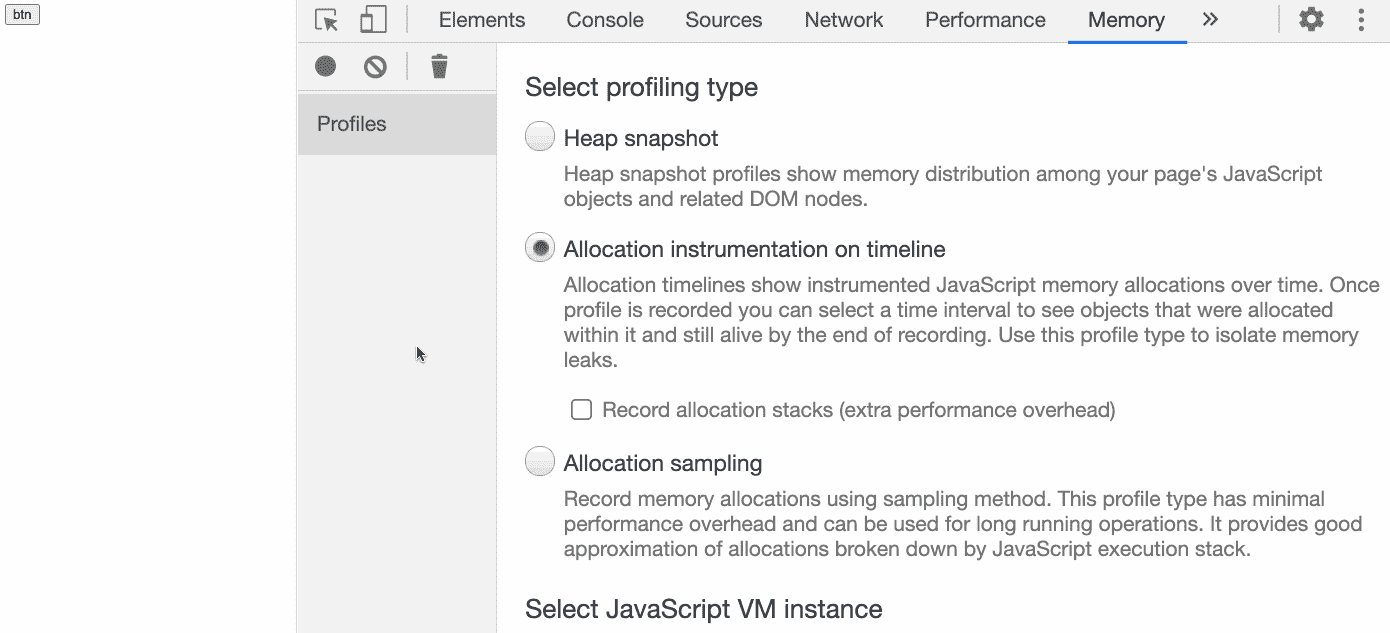 btn
Elements Console Sources Network Performance Memory
Profiles
Select profiling type
Heap snapshot
Heap snapshot profiles show memory distribution among your page's JavaScript
objects and related DOM nodes.
Allocation instrumentation on timeline
Allocation timelines show instrumented JavaScript memory allocations over time. Once
profile is recorded you can select a time interval to see objects that were allocated
within it and still alive by the end of recording. Use this profile type to isolate memory
leaks.
Record allocation stacks (extra performance overhead)
Allocation sampling
Record memory allocations using sampling method. This profile type has minimal
performance overhead and can be used for long running operations. It provides good
approximation of allocations broken down by JavaScript execution stack.
Select JavaScript VM instance